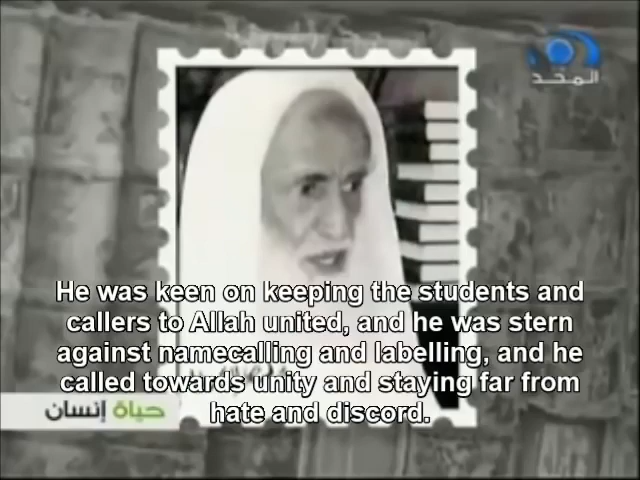 المجد
He was keen on keeping the students and
callers to Allah united, and he was stern
against namecalling and labelling, and he
called towards unity and staying far from
hate and discord.
حياة إنسان